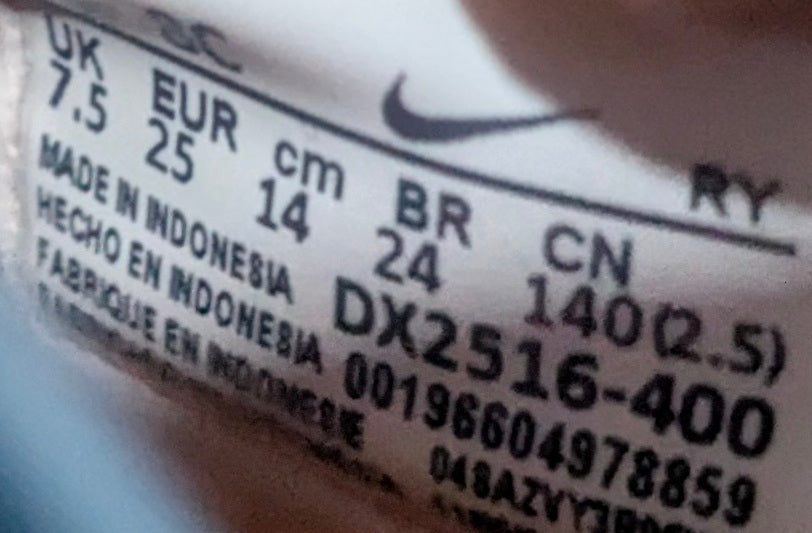 RY
UK EUR cm BR CN
7.5 25 14 24 140(2.5)
MADE IN INDONESIA
HECHO EN INDONESIA
FABRIQUE EN INDONESIE
DX2516-400
00196604978859